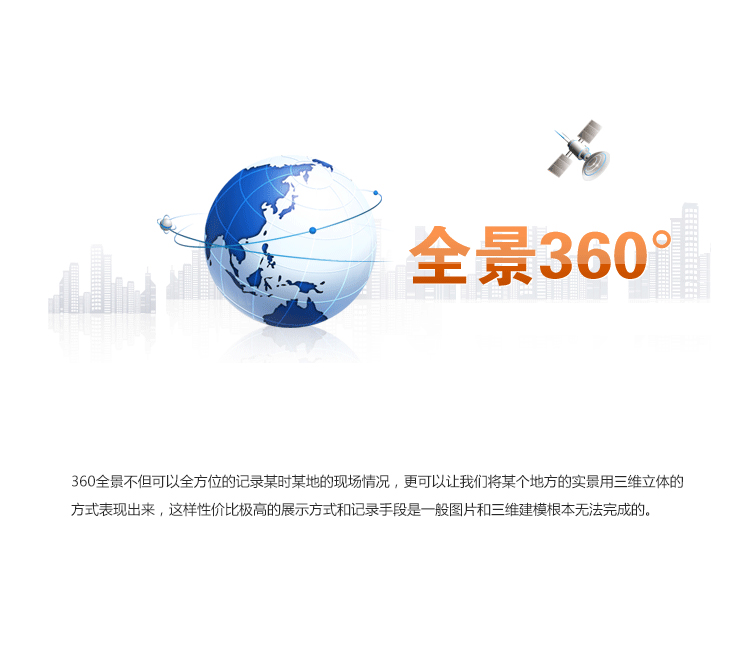 全景360°
360全景不但可以全方位的记录某时某地的现场情况，更可以让我们将某个地方的实景用三维立体的
方式表现出来，这样性价比极高的展示方式和记录手段是一般图片和三维建模根本无法完成的。